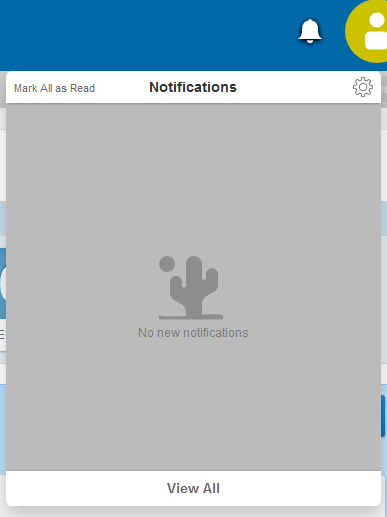 Mark All as Read
Notifications
No new notifications
View All